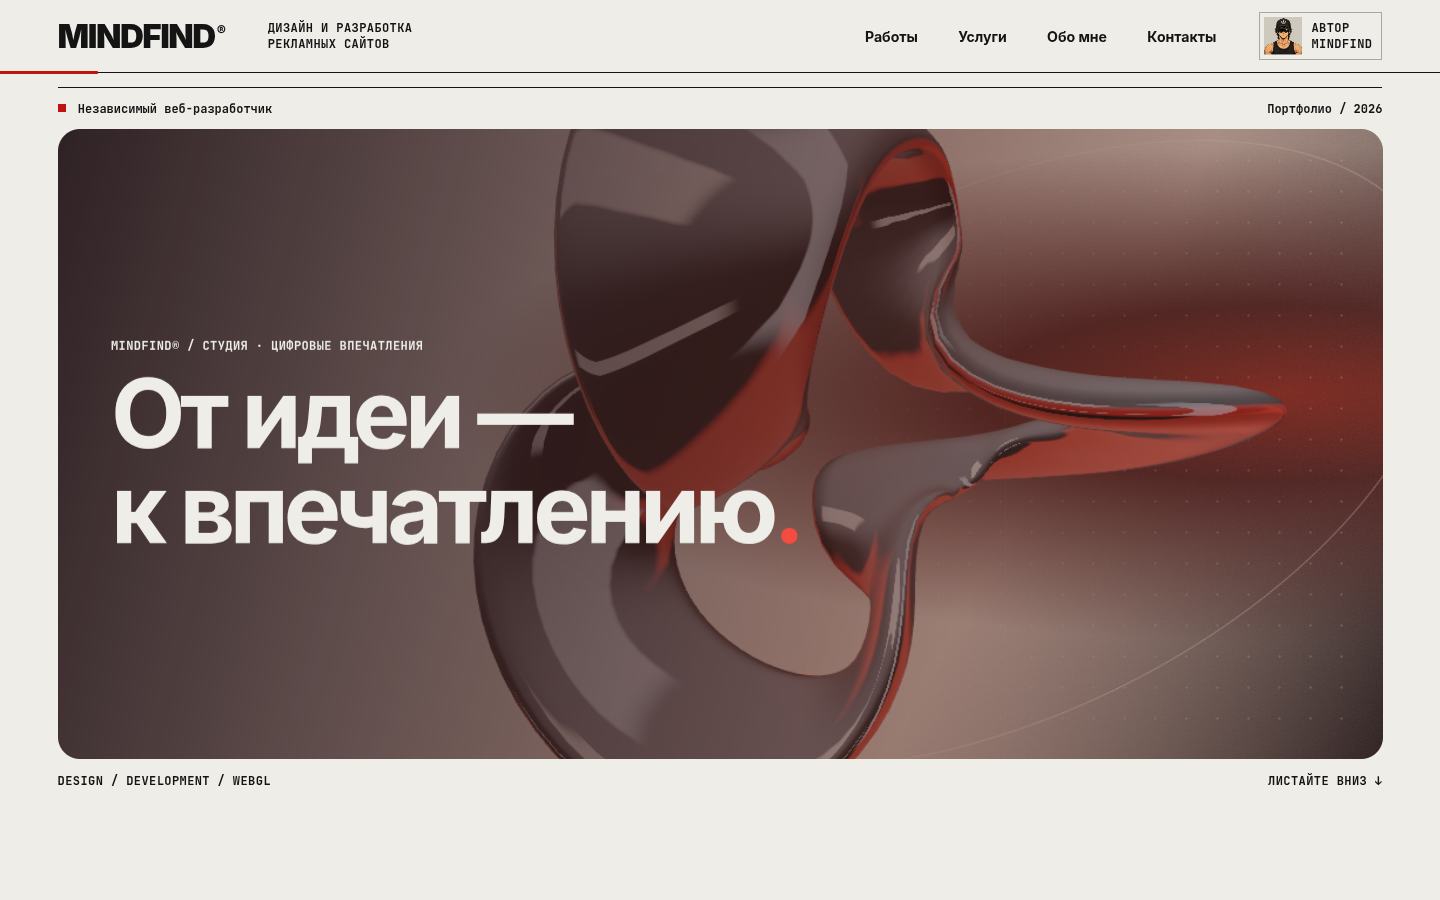 MINDFIND®
ДИЗАЙН И РАЗРАБОТКА
РЕКЛАМНЫХ САЙТОВ
Работы
Услуги
Обо мне
Контакты
АВТОР
MINDFIND
Независимый веб-разработчик
Портфолио / 2026
MINDFIND® / СТУДИЯ · ЦИФРОВЫЕ ВПЕЧАТЛЕНИЯ
От идеи —
к впечатлению.
DESIGN / DEVELOPMENT / WEBGL
ЛИСТАЙТЕ ВНИЗ ↓